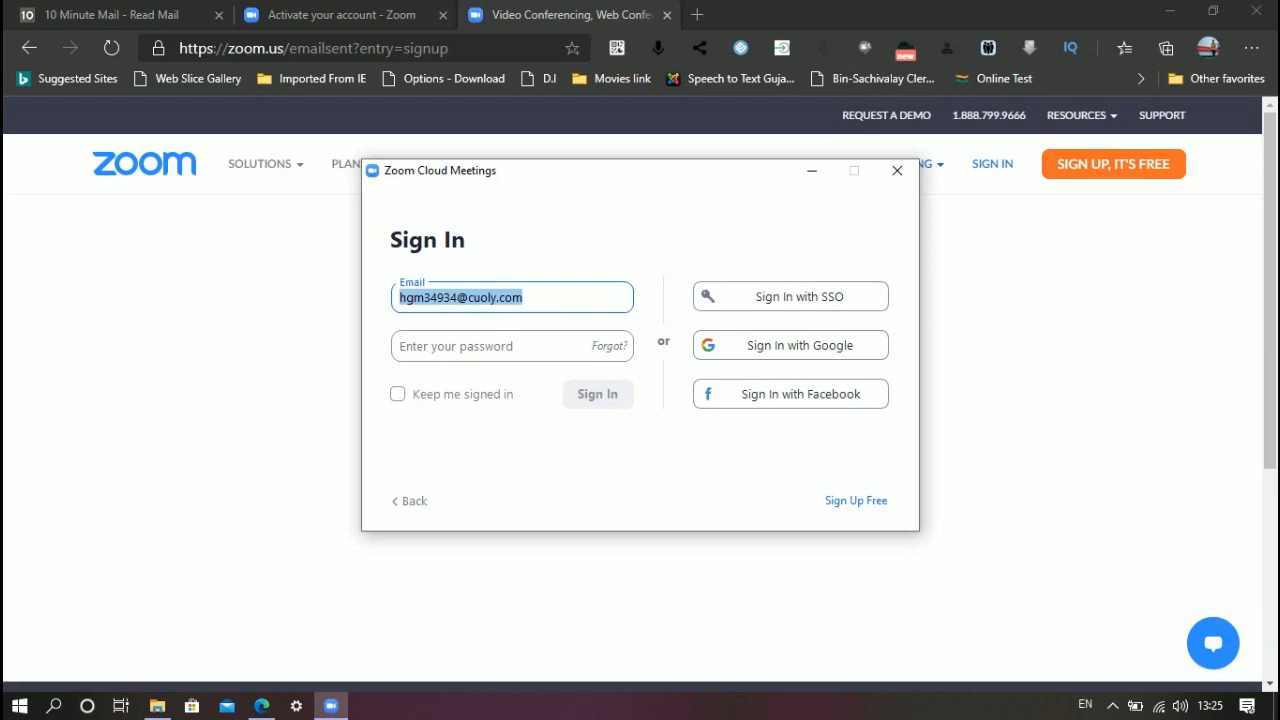 10 10 Minute Mail - Read Mail
Activate your account - Zoom
Video Conferencing, Web Confe
https://zoom.us/emailsent?entry=signup
new
IQ
Suggested Sites
Web Slice Gallery
Imported From IE
Options - Download
D.I
Movies link
Speech to Text Guja...
Bin-Sachivalay Cler...
Online Test
Other favorites
REQUEST A DEMO
1.888.799.9666
RESOURCES
SUPPORT
zoom
SOLUTIONS
PLAN
NG
SIGN IN
SIGN UP, IT'S FREE
Zoom Cloud Meetings
Sign In
Email
hgm34934@cuoly.com
Enter your password
Forgot?
Keep me signed in
Sign In
or
Sign In with SSO
Sign In with Google
Sign In with Facebook
Back
Sign Up Free
EN
13:25